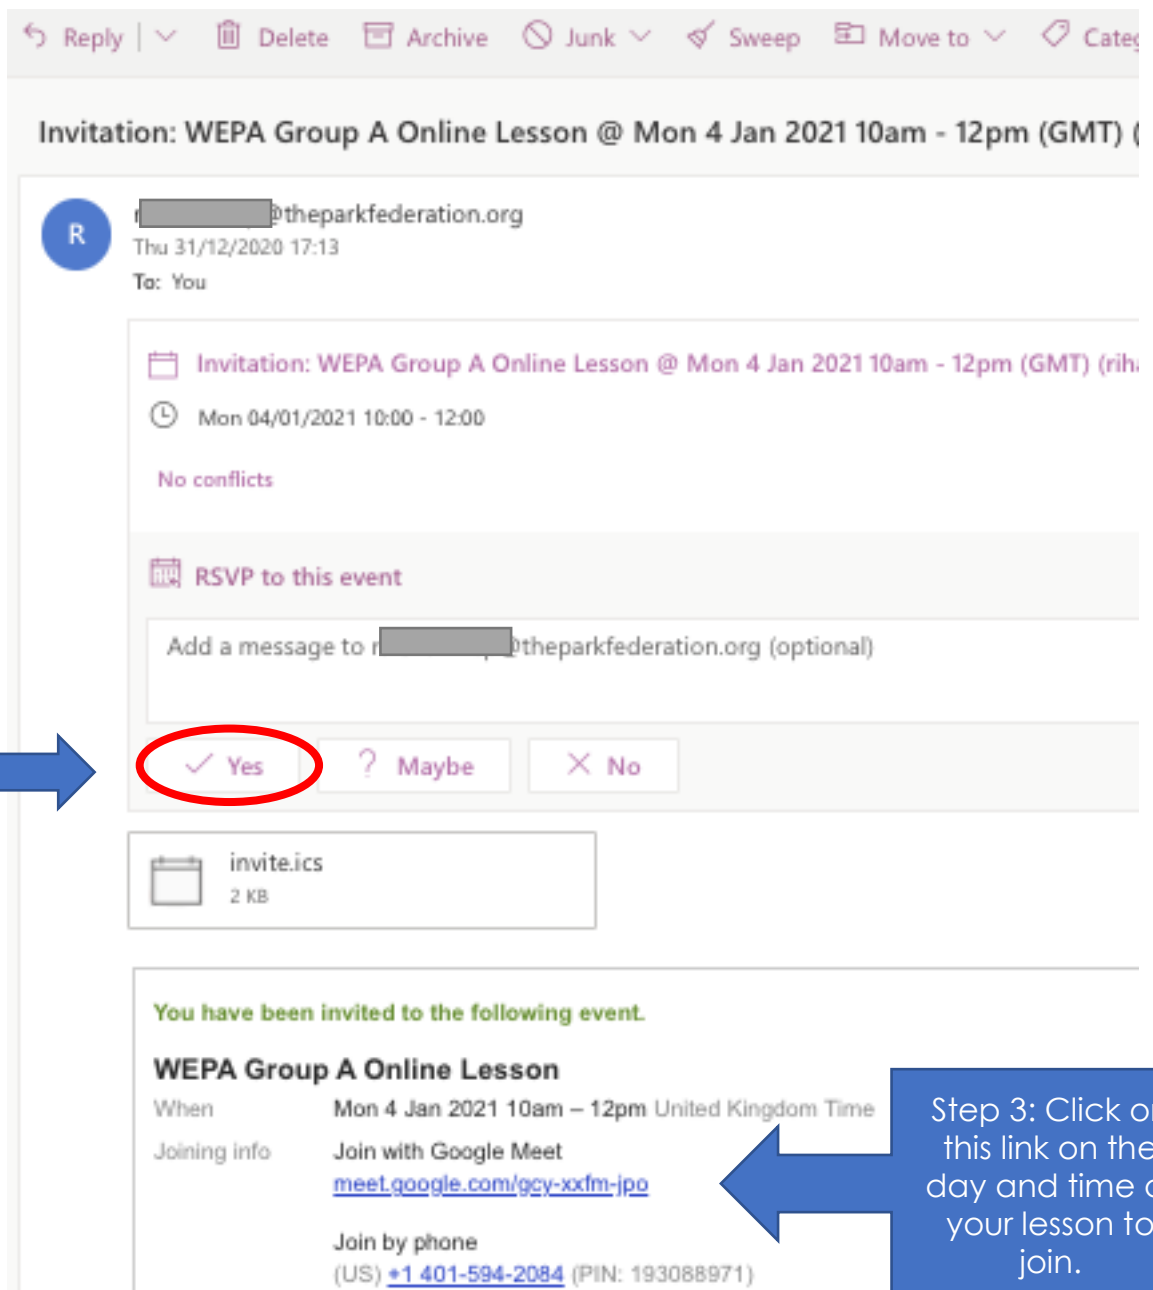 Reply Delete Archive Junk Sweep Move to
Invitation: WEPA Group A Online Lesson @ Mon 4 Jan 2021 10am - 12pm (GMT) (
R
@theparkfederation.org
Thu 31/12/2020 17:13
To: You
Invitation: WEPA Group A Online Lesson @ Mon 4 Jan 2021 10am - 12pm (GMT) (
Mon 04/01/2021 10:00 - 12:00
No conflicts
RSVP to this event
Add a message to @theparkfederation.org (optional)
Yes ? Maybe No
invite.ics
2 KB
You have been invited to the following event.
WEPA Group A Online Lesson
When Mon 4 Jan 2021 10am – 12pm United Kingdom Time
Joining info Join with Google Meet
meet.google.com/gcy-xxfm-jpo
Join by phone
(US) +1 401-594-2084 (PIN: 193088971)
Step 3: Click
this link on the
day and time
your lesson to
join.